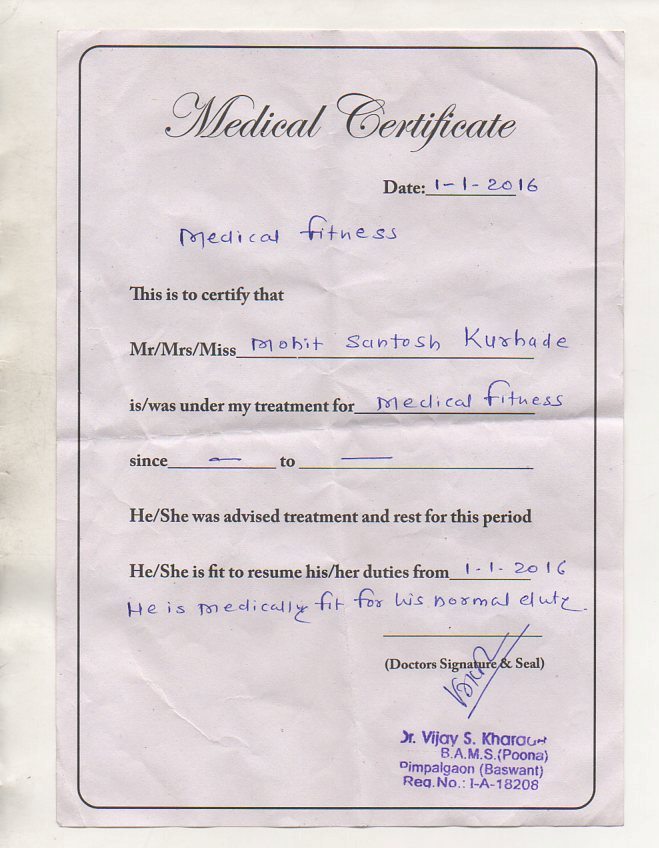 Medical Certificate
Date: 1-1-2016
Medical fitness
This is to certify that
Mr/Mrs/Miss Mohit Santosh Kurhade
is/was under my treatment for Medical fitness
since — to —
He/She was advised treatment and rest for this period
He/She is fit to resume his/her duties from 1-1-2016
He is medically fit for his normal duty.
(Doctors Signature & Seal)
Dr. Vijay S.
B.A.M.S.(Poona)
Pimpalgaon (Baswant)
Reg.No.: I-A-18208